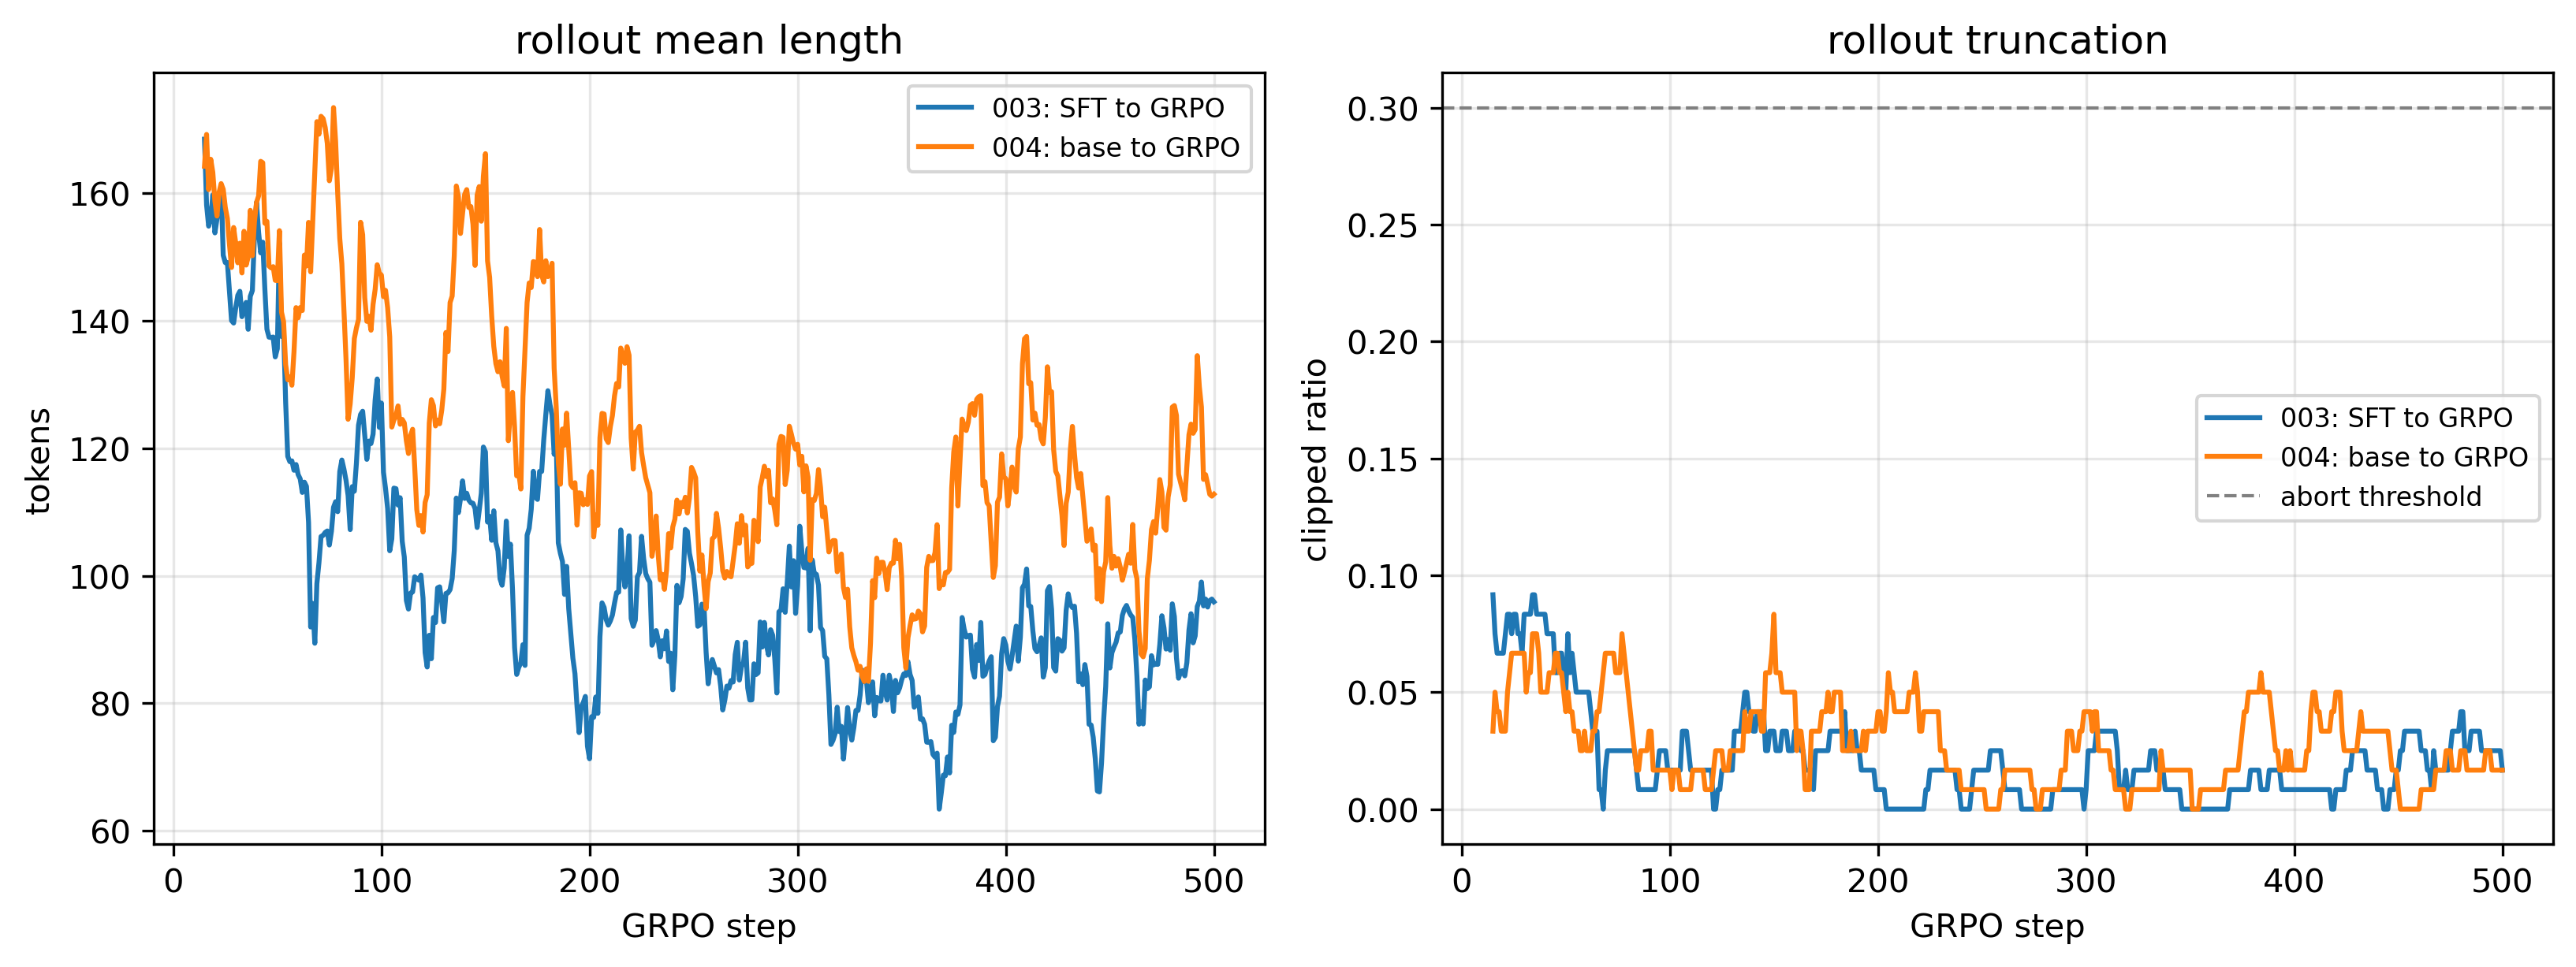 rollout mean length
003: SFT to GRPO
004: base to GRPO
tokens
160
140
120
100
80
60
0
100
200
300
400
500
GRPO step
rollout truncation
003: SFT to GRPO
004: base to GRPO
abort threshold
clipped ratio
0.30
0.25
0.20
0.15
0.10
0.05
0.00
0
100
200
300
400
500
GRPO step